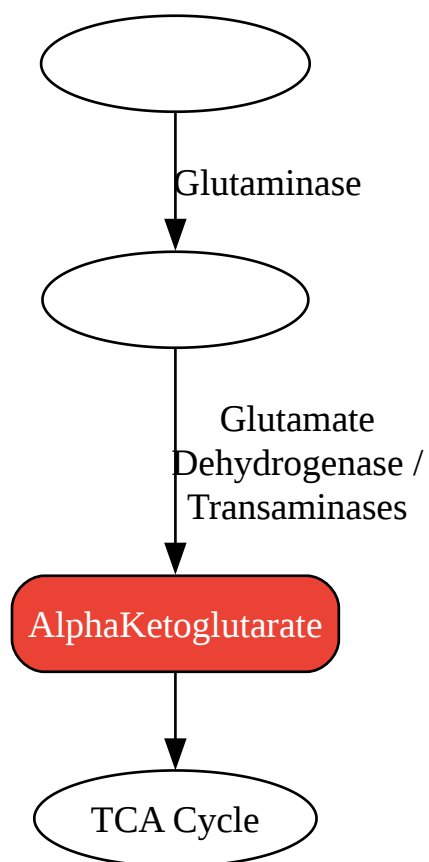 Glutaminase
Glutamate
Dehydrogenase /
Transaminases
AlphaKetoglutarate
TCA Cycle